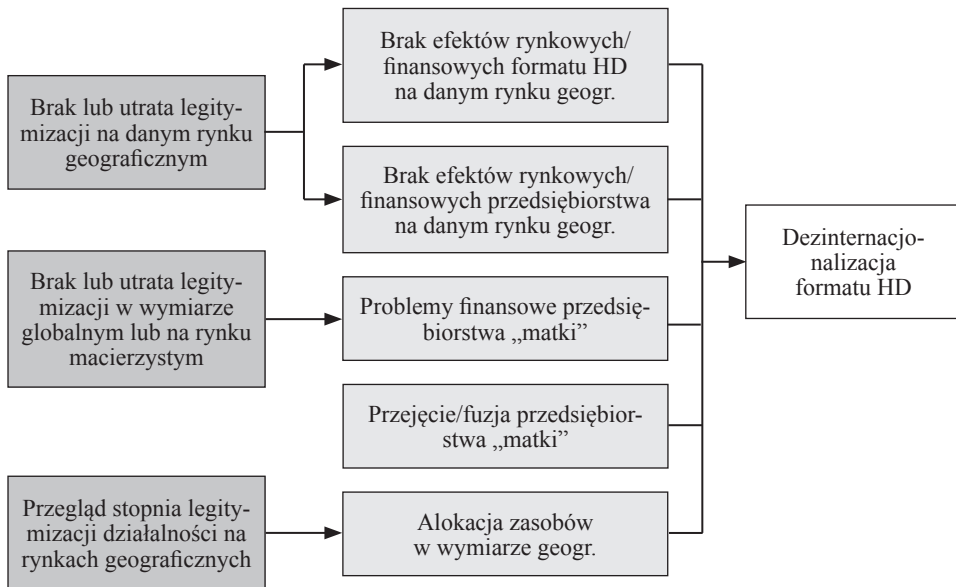 Brak lub utrata legity-
mizacji na danym rynku
geograficznym
Brak lub utrata legity-
mizacji w wymiarze
globalnym lub na rynku
macierzystym
Przegląd stopnia legity-
mizacji działalności na
rynkach geograficznych
Brak efektów rynkowych/
finansowych formatu HD
na danym rynku geogr.
Brak efektów rynkowych/
finansowych przedsiębiorstwa
na danym rynku geogr.
Problemy finansowe przedsię-
biorstwa „matki”
Przejęcie/fuzja przedsiębior-
stwa „matki”
Alokacja zasobów
w wymiarze geogr.
Dezinternacjo-
nalizacja
formatu HD